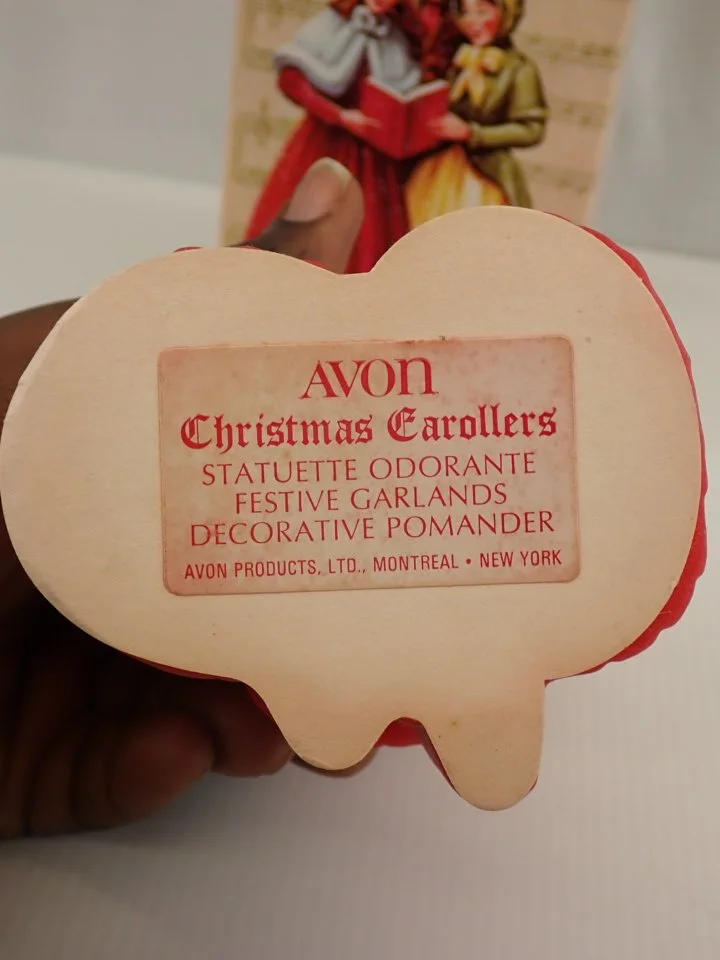 AVON
Christmas Carollers
STATUETTE ODORANTE
FESTIVE GARLANDS
DECORATIVE POMANDER
AVON PRODUCTS, LTD., MONTREAL • NEW YORK